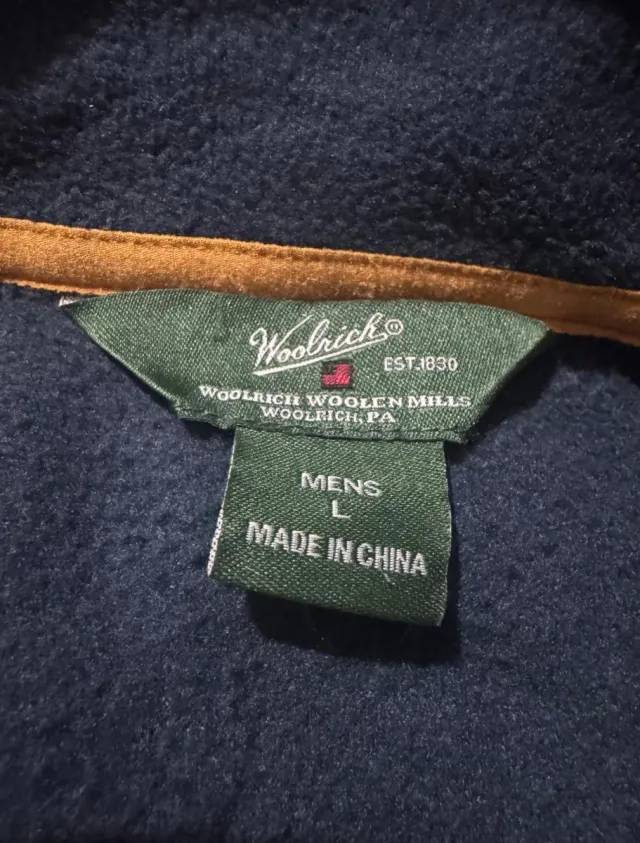 Woolrich®
EST.1830
WOOLRICH WOOLEN MILLS
WOOLRICH, PA
MENS
L
MADE IN CHINA